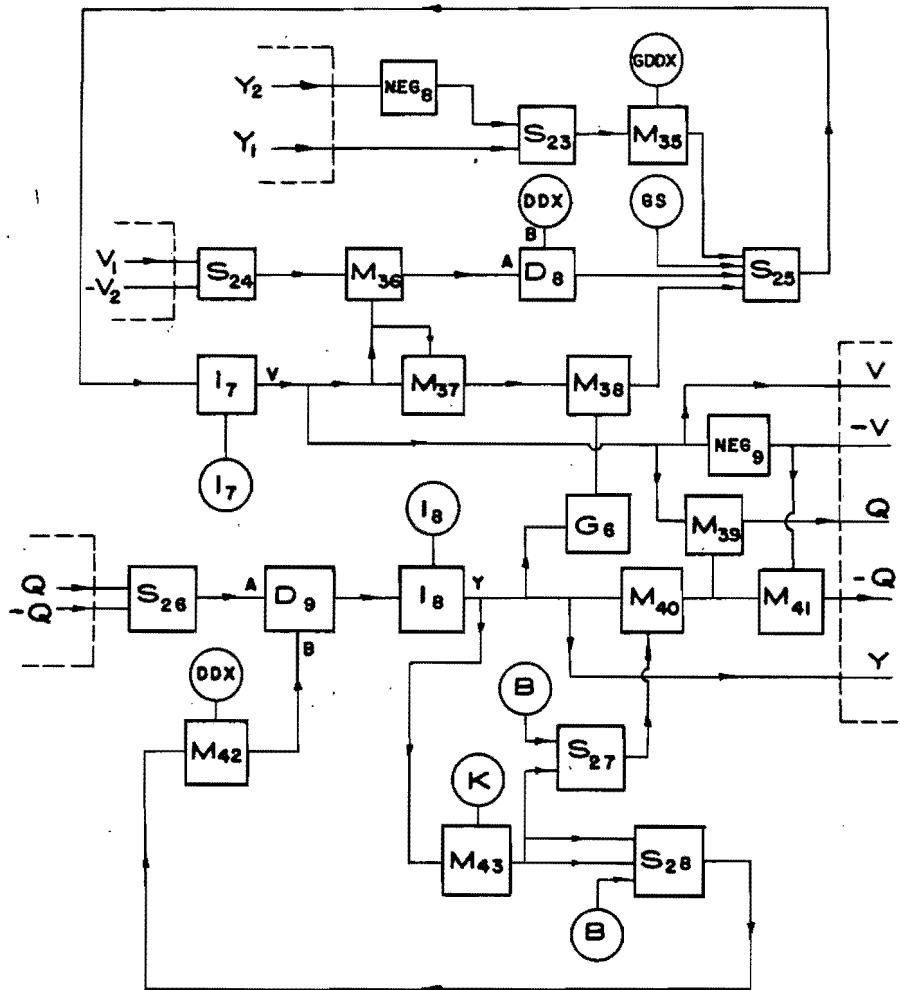 GDDX
Y2
NEG8
Y1
S23
M35
DDX
GS
B
V1
-V2
S24
M36
A
D8
S25
I7
V
M37
M38
V
-V
NEG9
I7
I8
G6
M39
Q
Q
-Q
S26
A
D9
I8
Y
M40
M41
-Q
B
Y
DDX
B
M42
S27
K
M43
S28
B